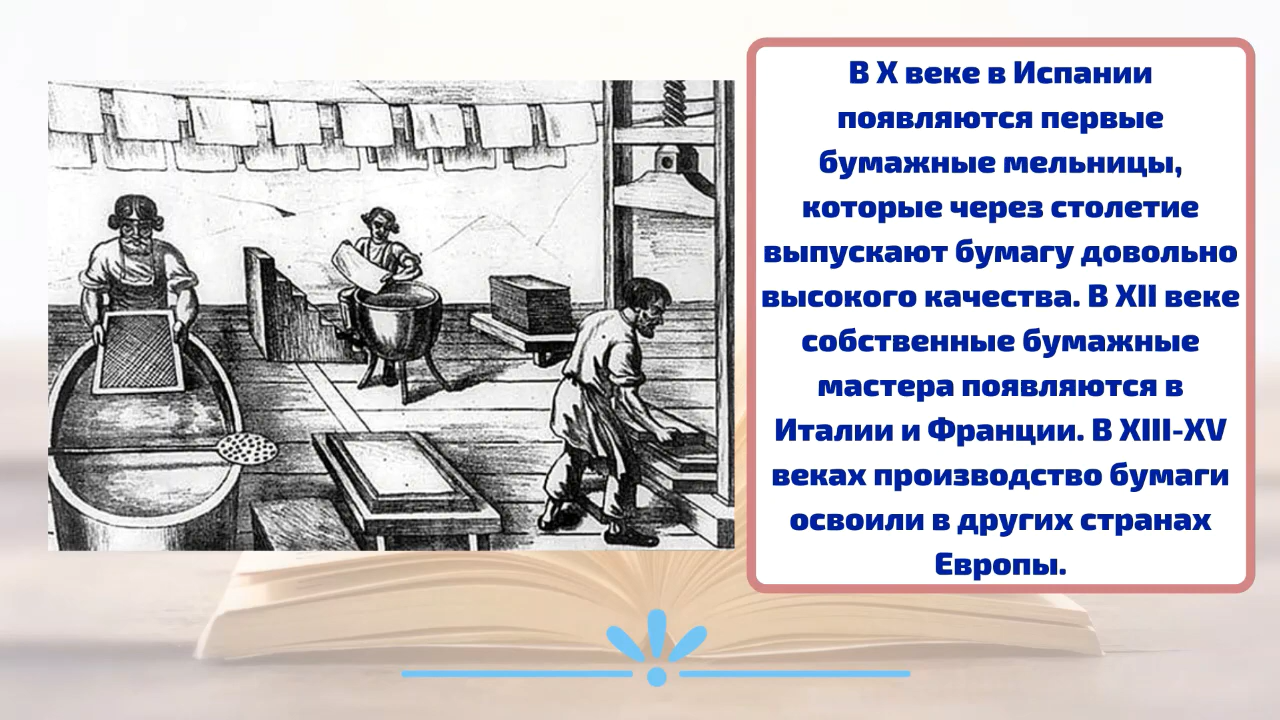 В X веке в Испании
появляются первые
бумажные мельницы,
которые через столетие
выпускают бумагу довольно
высокого качества. В XII веке
собственные бумажные
мастера появляются в
Италии и Франции. В XIII-XV
веках производство бумаги
освоили в других странах
Европы.